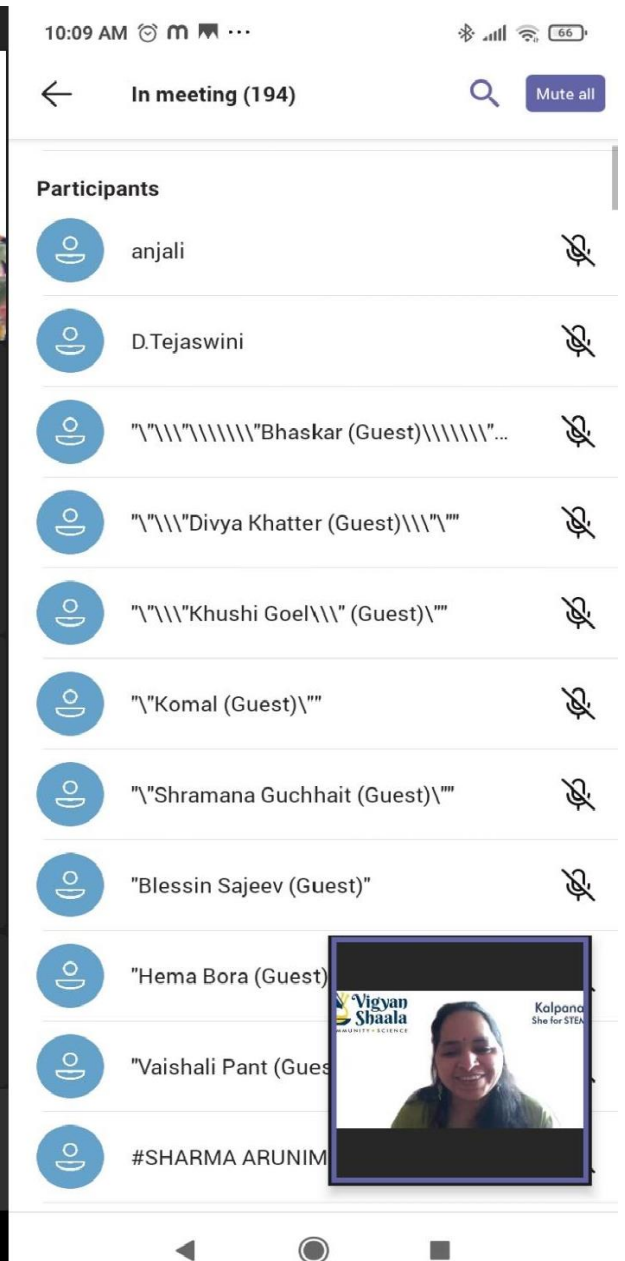 10:09 AM
66
In meeting (194)
Mute all
Participants
anjali
D.Tejaswini
"\"\\\"\\\\\\\"Bhaskar (Guest)\\\\\\\"...
"\"\\\"Divya Khatter (Guest)\\\"\""
"\"\\\"Khushi Goel\\\" (Guest)\""
"\"Komal (Guest)\""
"\"Shramana Guchhait (Guest)\""
"Blessin Sajeev (Guest)"
"Hema Bora (Guest)
"Vaishali Pant (Gues
#SHARMA ARUNIM
Vigyan
Shaala
MMUNITY + SCIENCE
Kalpana
She for STEM